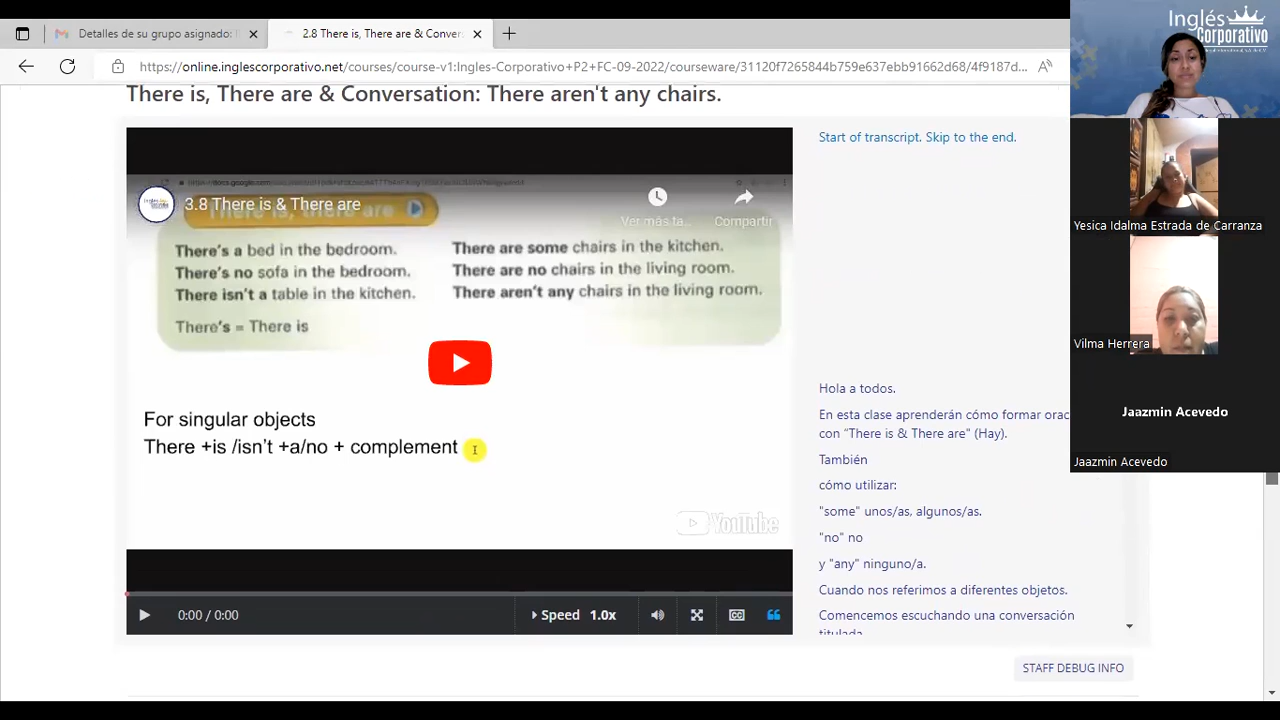 Detalles de su grupo asignado: I
2.8 There is, There are & Conver
https://online.inglescorporativo.net/courses/course-v1:Ingles-Corporativo+P2+FC-09-2022/courseware/31120f726b944b759e637ebb91662d68/4f9187d...
There is, There are & Conversation: There aren't any chairs.
3.8 There is & There are
Ver más ta...
Compartir
There is, there are
There's a bed in the bedroom.
There's no sofa in the bedroom.
There isn't a table in the kitchen.
There's = There is
There are some chairs in the kitchen.
There are no chairs in the living room.
There aren't any chairs in the living room.
For singular objects
There +is /isn't +a/no + complement
YouTube
0:00 / 0:00
Speed 1.0x
CC
Start of transcript. Skip to the end.
Hola a todos.
En esta clase aprenderán cómo formar orac
con "There is & There are" (Hay).
También
cómo utilizar:
"some" unos/as, algunos/as.
"no" no
y "any" ninguno/a.
Cuando nos referimos a diferentes objetos.
Comencemos escuchando una conversación
titulada
STAFF DEBUG INFO
Inglés
Corporativo
Yesica Idalma Estrada de Carranza
Vilma Herrera
Jaazmin Acevedo
Jaazmin Acevedo